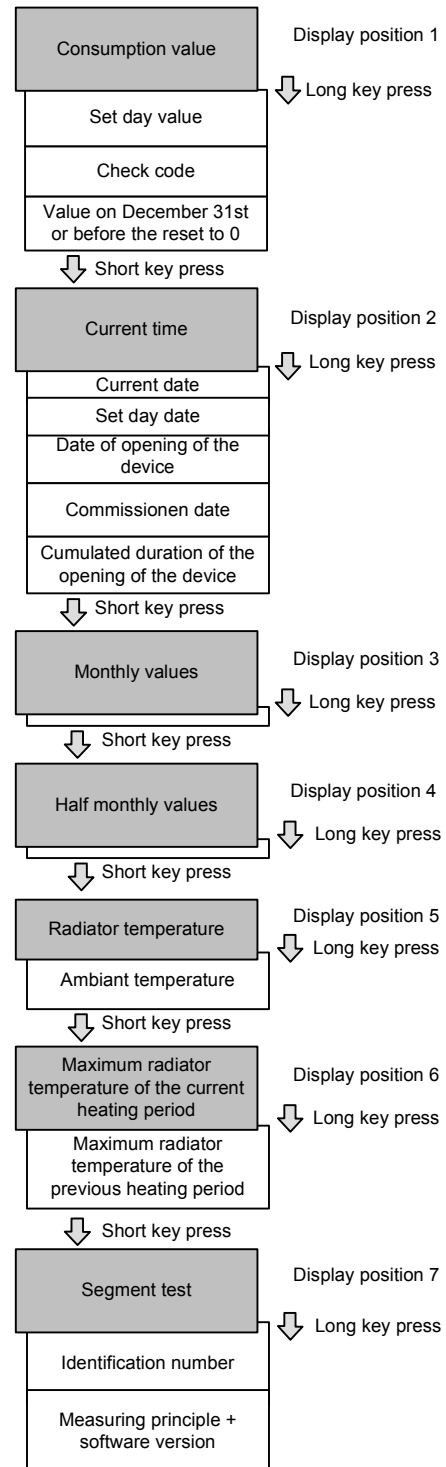 Display position 1
Consumption value
Long key press
Set day value
Check code
Value on December 31st
or before the reset to 0
Short key press
Display position 2
Current time
Long key press
Current date
Set day date
Date of opening of the
device
Commissionen date
Cumulated duration of the
opening of the device
Short key press
Display position 3
Monthly values
Long key press
Short key press
Display position 4
Half monthly values
Long key press
Short key press
Display position 5
Radiator temperature
Long key press
Ambiant temperature
Short key press
Maximum radiator
temperature of the current
heating period
Display position 6
Long key press
Maximum radiator
temperature of the
previous heating period
Short key press
Display position 7
Segment test
Long key press
Identification number
Measuring principle +
software version